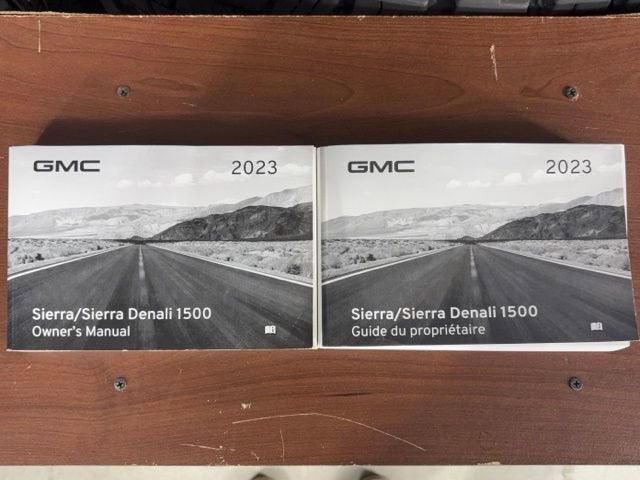 GMC 2023
Sierra/Sierra Denali 1500
Owner's Manual
GMC 2023
Sierra/Sierra Denali 1500
Guide du propriétaire